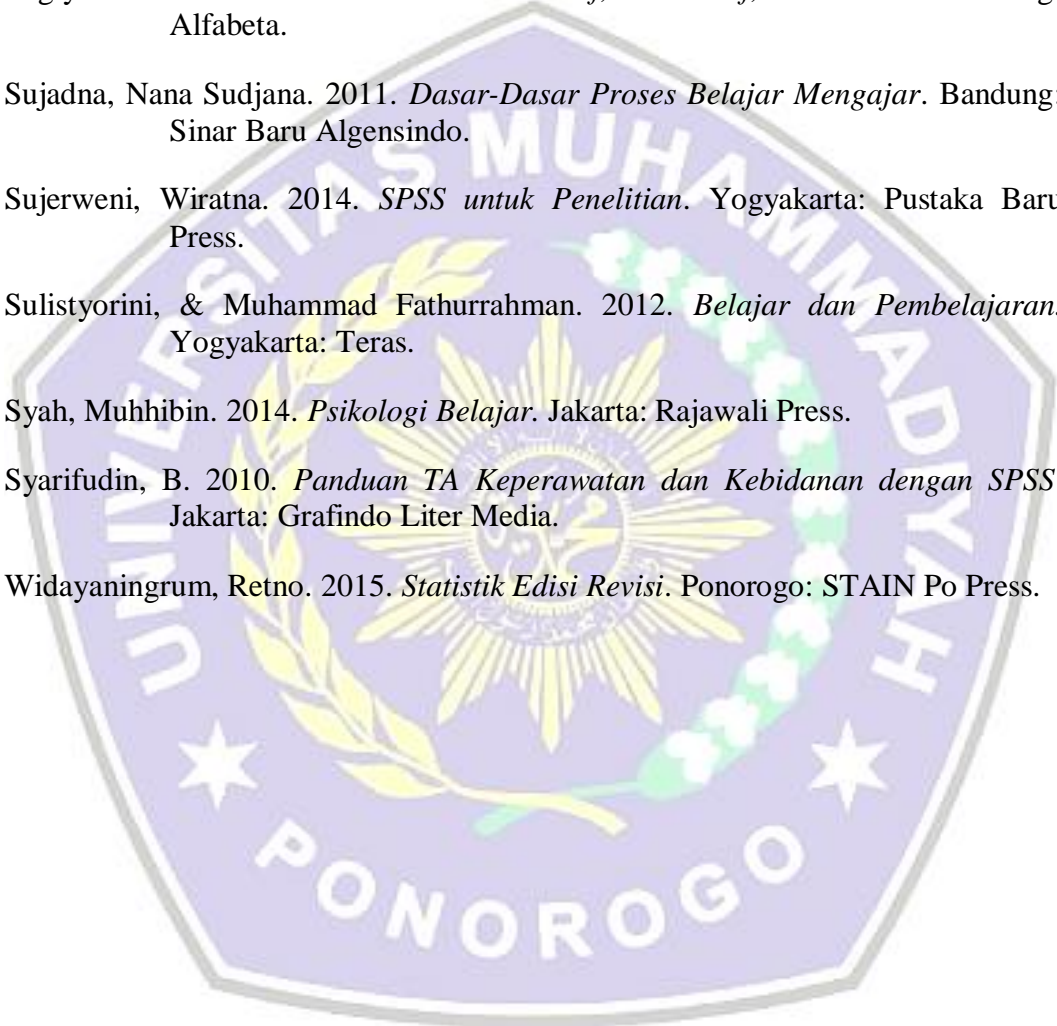 Alfabeta.
Sujadna, Nana Sudjana. 2011. Dasar-Dasar Proses Belajar Mengajar. Bandung:
Sinar Baru Algensindo.
Sujerweni, Wiratna. 2014. SPSS untuk Penelitian. Yogyakarta: Pustaka Baru
Press.
Sulistyorini, & Muhammad Fathurrahman. 2012. Belajar dan Pembelajaran.
Yogyakarta: Teras.
Syah, Muhhibin. 2014. Psikologi Belajar. Jakarta: Rajawali Press.
Syarifudin, B. 2010. Panduan TA Keperawatan dan Kebidanan dengan SPSS
Jakarta: Grafindo Liter Media.
Widayaningrum, Retno. 2015. Statistik Edisi Revisi. Ponorogo: STAIN Po Press.
UNIVERSITAS MUHAMMADIYAH
PONOROGO